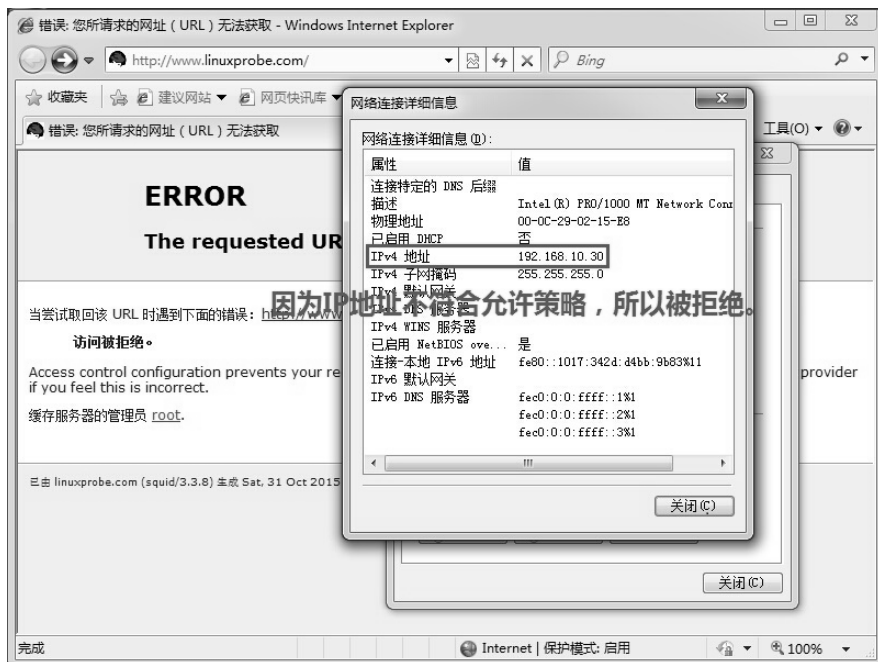 错误: 您所请求的网址 ( URL ) 无法获取 - Windows Internet Explorer
http://www.linuxprobe.com/
Bing
收藏夹
建议网站
网页快讯库
错误: 您所请求的网址 ( URL ) 无法获取
工具(O)
ERROR
The requested UR
当尝试取回该 URL 时遇到下面的错误: http://www
访问被拒绝。
Access control configuration prevents your re
provider
if you feel this is incorrect.
缓存服务器的管理员 root.
已由 linuxprobe.com (squid/3.3.8) 生成 Sat, 31 Oct 2015
网络连接详细信息
网络连接详细信息(D):
属性 值
连接特定的 DNS 后缀
描述 Intel(R) PRO/1000 MT Network Conn
物理地址 00-0C-29-02-15-E8
已启用 DHCP 否
IPv4 地址 192.168.10.30
IPv4 子网掩码 255.255.255.0
IPv4 默认网关
因为IP地址不符合允许策略，所以被拒绝。
IPv4 WINS 服务器
已启用 NetBIOS ove... 是
连接-本地 IPv6 地址 fe80::1017:342d:d4bb:9b83%11
IPv6 默认网关
IPv6 DNS 服务器 fec0:0:0:ffff::1%1
fec0:0:0:ffff::2%1
fec0:0:0:ffff::3%1
关闭(C)
关闭(C)
完成
Internet | 保护模式: 启用
100%